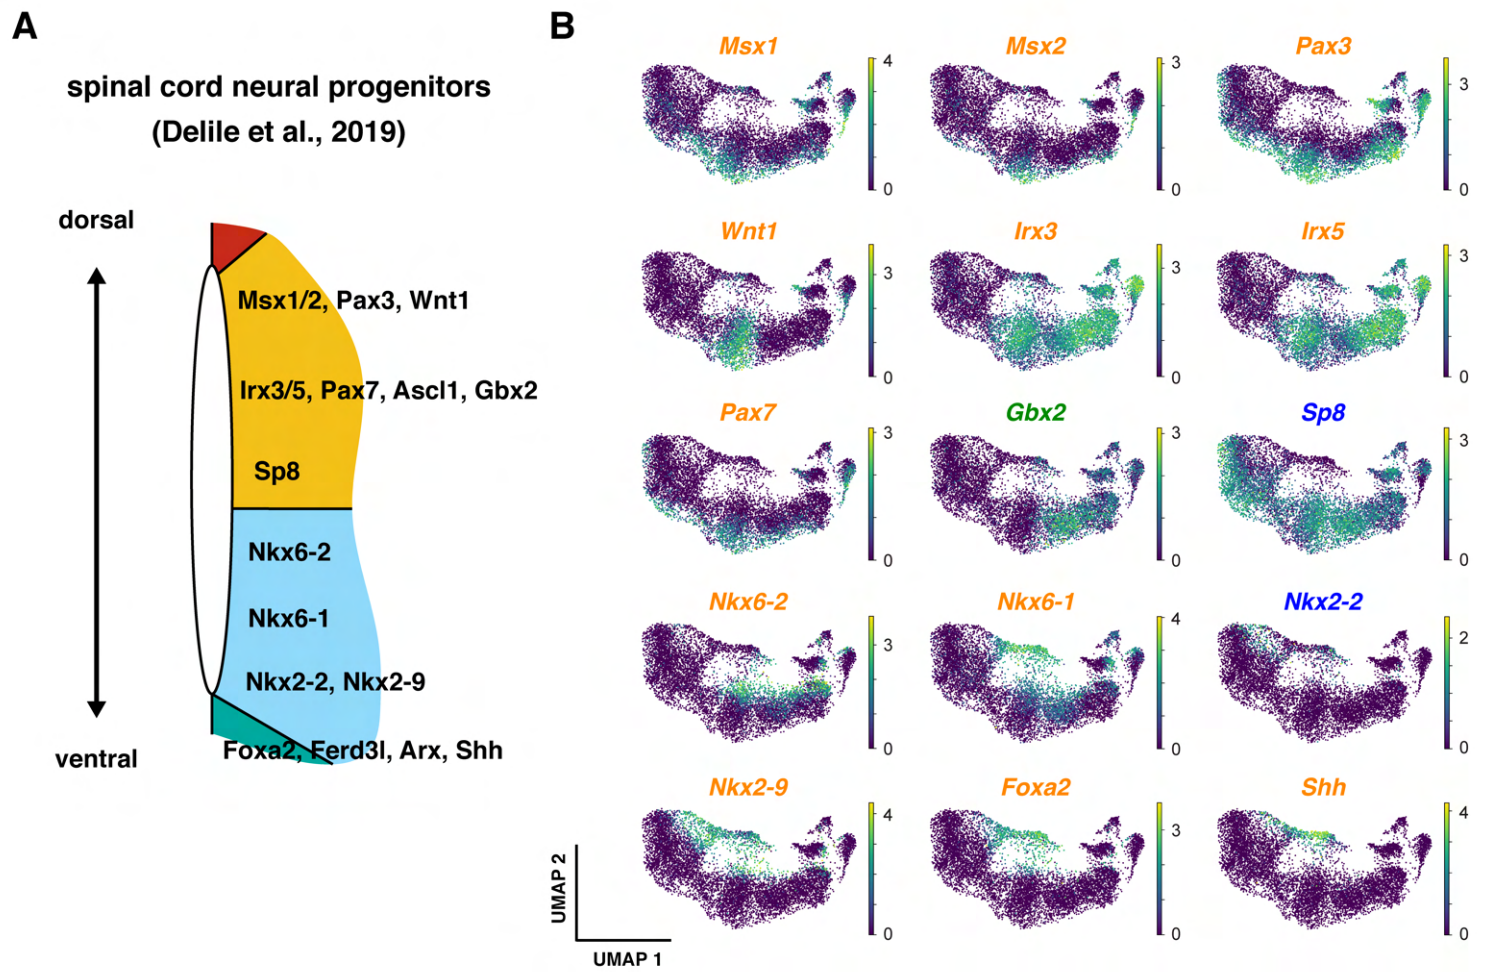 A
spinal cord neural progenitors
(Delile et al., 2019)
dorsal
Msx1/2, Pax3, Wnt1
Irx3/5, Pax7, Ascl1, Gbx2
Sp8
Nkx6-2
Nkx6-1
Nkx2-2, Nkx2-9
Foxa2, Ferd3l, Arx, Shh
ventral
B
Msx1
4
0
Msx2
3
0
Pax3
3
0
Wnt1
3
0
Irx3
3
0
Irx5
3
0
Pax7
3
0
Gbx2
3
0
Sp8
3
0
Nkx6-2
3
0
Nkx6-1
4
0
Nkx2-2
2
0
Nkx2-9
4
0
Foxa2
3
0
Shh
4
0
UMAP 2
UMAP 1